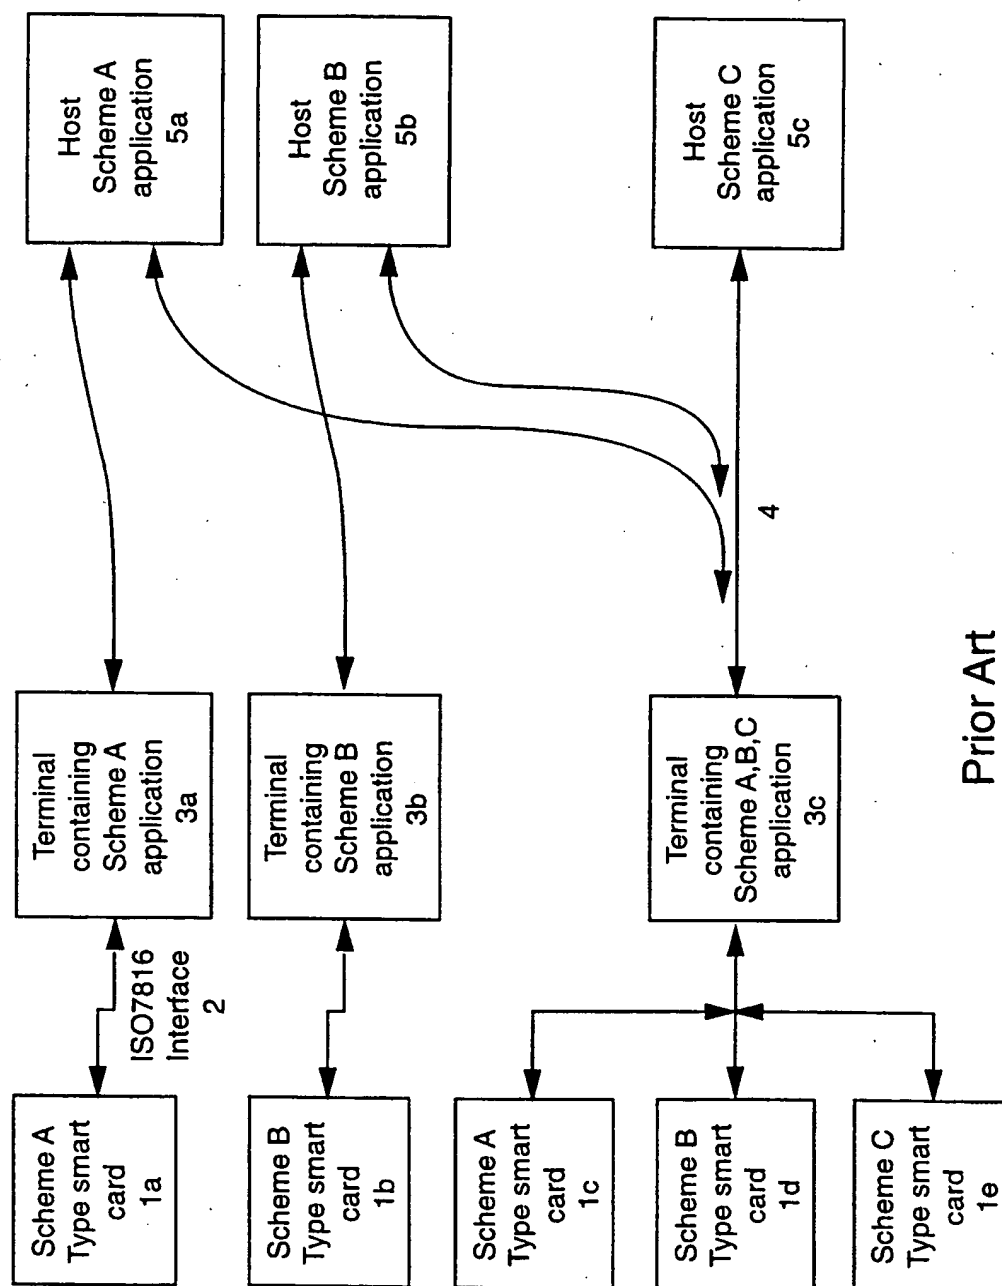 Scheme A
Type smart
card
1a
Scheme B
Type smart
card
1b
Scheme A
Type smart
card
1c
Scheme B
Type smart
card
1d
Scheme C
Type smart
card
1e
ISO7816
Interface
2
Terminal
containing
Scheme A
application
3a
Terminal
containing
Scheme B
application
3b
Terminal
containing
Scheme A,B,C
application
3c
4
Host
Scheme A
application
5a
Host
Scheme B
application
5b
Host
Scheme C
application
5c
Prior Art